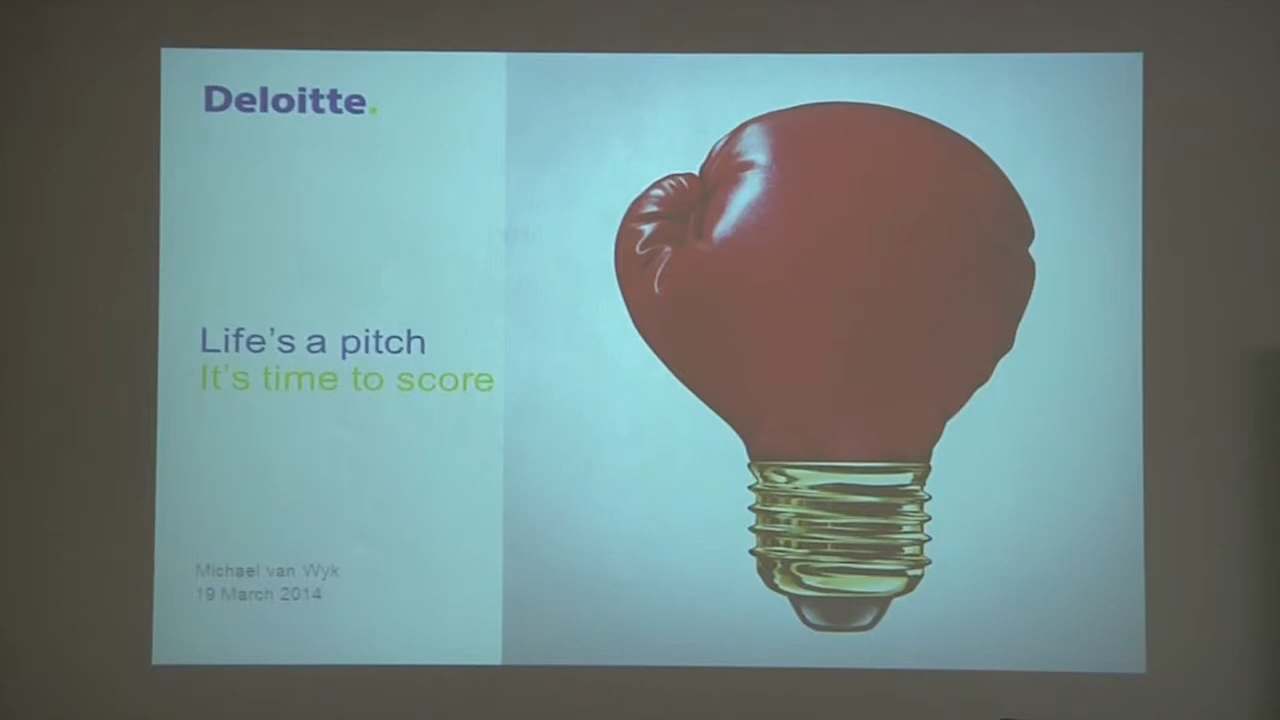 Deloitte.
Life's a pitch
It's time to score
Michael van Wyk
19 March 2014